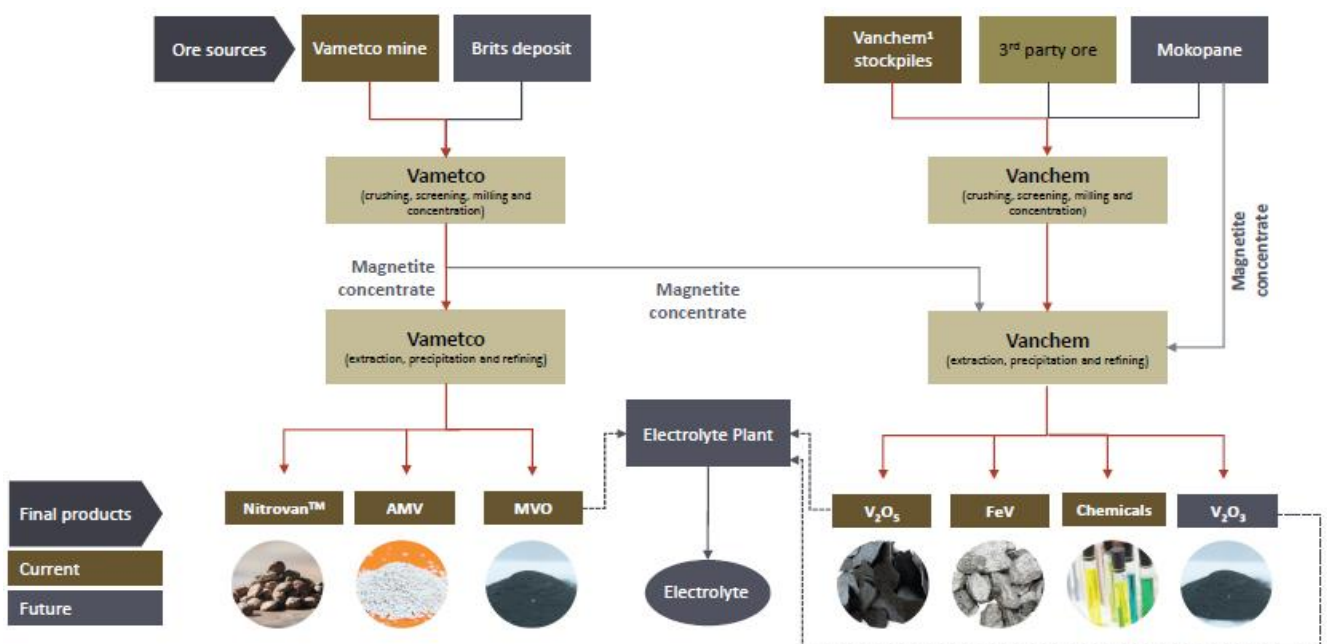 Ore sources
Vametco mine
Brits deposit
Vanchem¹
stockpiles
3rd party ore
Mokopane
Vametco
(crushing, screening, milling and
concentration)
Vanchem
(crushing, screening, milling and
concentration)
Magnetite
concentrate
Magnetite
concentrate
Magnetite
concentrate
Vametco
(extraction, precipitation and refining)
Vanchem
(extraction, precipitation and refining)
Electrolyte Plant
Final products
Nitrovan™
AMV
MVO
V₂O₅
FeV
Chemicals
V₂O₃
Current
Future
Electrolyte